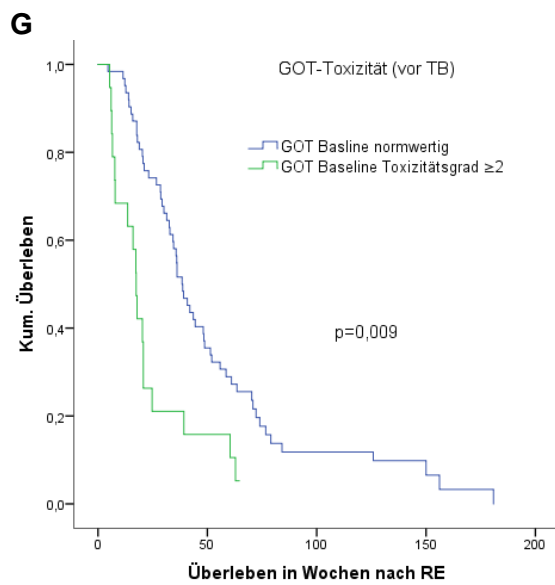 G
GOT-Toxizität (vor TB)
GOT Basline normwertig
GOT Baseline Toxizitätsgrad ≥2
p=0,009
Kum. Überleben
1,0
0,8
0,6
0,4
0,2
0,0
0 50 100 150 200
Überleben in Wochen nach RE